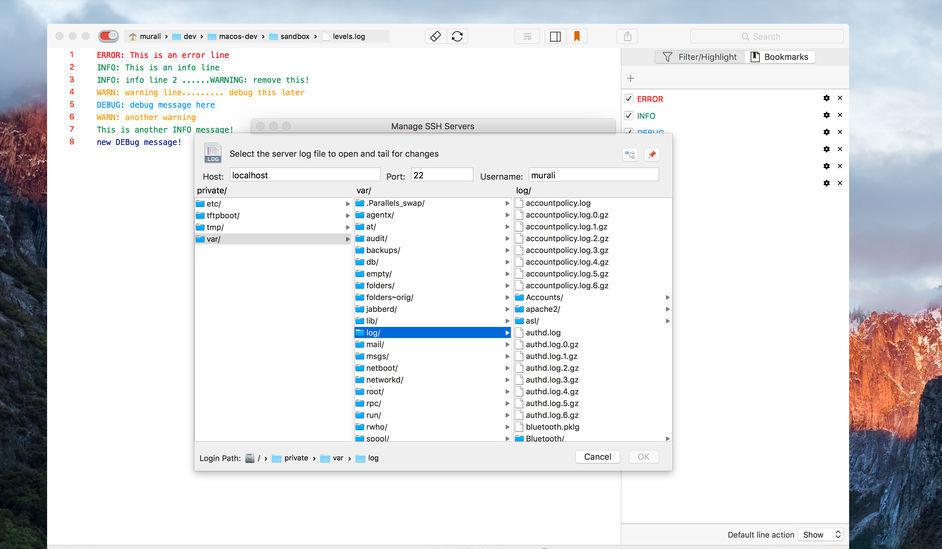 murali › dev › macos-dev › sandbox › levels.log
Search
1 ERROR: This is an error line
2 INFO: This is an info line
3 INFO: info line 2 ......WARNING: remove this!
4 WARN: warning line......... debug this later
5 DEBUG: debug message here
6 WARN: another warning
7 This is another INFO message!
8 new DEBug message!
Filter/Highlight
Bookmarks
ERROR
INFO
DEBUG
Manage SSH Servers
LOG
Select the server log file to open and tail for changes
Host: localhost Port: 22 Username: murali
private/
etc/
tftpboot/
tmp/
var/
var/
.Parallels_swap/
agentx/
at/
audit/
backups/
db/
empty/
folders/
folders~orig/
jabberd/
lib/
log/
mail/
msgs/
netboot/
networkd/
root/
rpc/
run/
rwho/
spool/
log/
accountpolicy.log
accountpolicy.log.0.gz
accountpolicy.log.1.gz
accountpolicy.log.2.gz
accountpolicy.log.3.gz
accountpolicy.log.4.gz
accountpolicy.log.5.gz
accountpolicy.log.6.gz
Accounts/
apache2/
asl/
authd.log
authd.log.0.gz
authd.log.1.gz
authd.log.2.gz
authd.log.3.gz
authd.log.4.gz
authd.log.5.gz
authd.log.6.gz
bluetooth.pklg
Bluetooth/
Login Path: / › private › var › log
Cancel
OK
Default line action Show